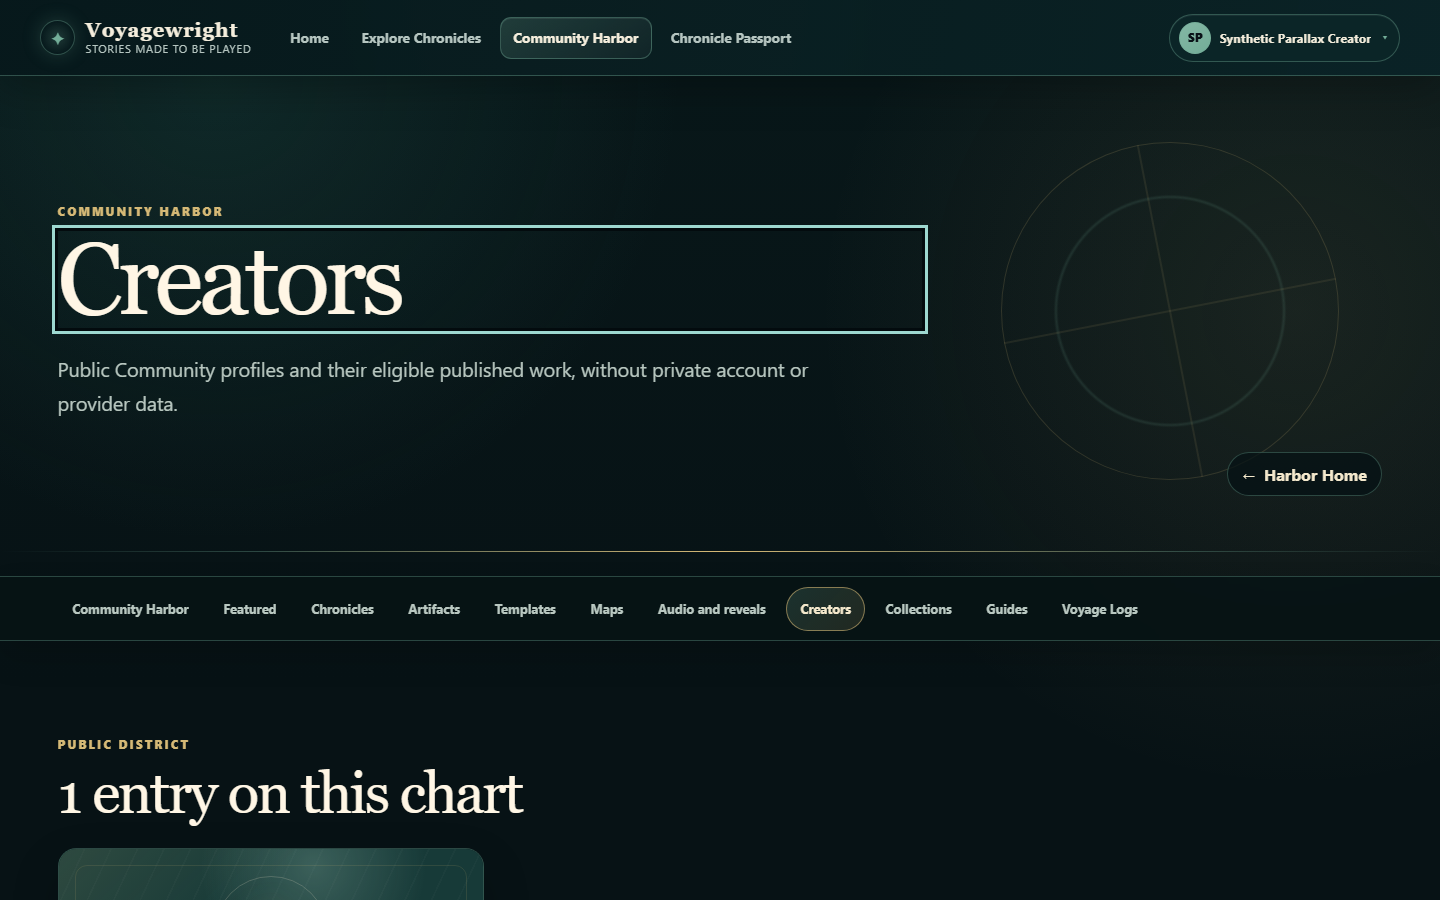 Voyagewright
STORIES MADE TO BE PLAYED
Home
Explore Chronicles
Community Harbor
Chronicle Passport
SP
Synthetic Parallax Creator
COMMUNITY HARBOR
Creators
Public Community profiles and their eligible published work, without private account or
provider data.
← Harbor Home
Community Harbor
Featured
Chronicles
Artifacts
Templates
Maps
Audio and reveals
Creators
Collections
Guides
Voyage Logs
PUBLIC DISTRICT
1 entry on this chart